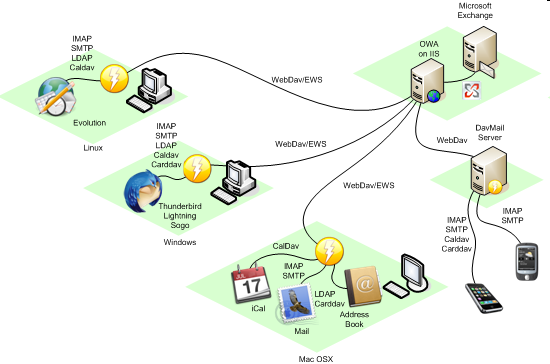 Microsoft
Exchange
OWA
on IIS
IMAP
SMTP
LDAP
Caldav
WebDav/EWS
Evolution
Linux
IMAP
SMTP
LDAP
Caldav
Carddav
WebDav/EWS
WebDav
DavMail
Server
Thunderbird
Lightning
Sogo
Windows
WebDav/EWS
IMAP
SMTP
Caldav
Carddav
IMAP
SMTP
CalDav
IMAP
SMTP
LDAP
Carddav
JUL
17
iCal
Mail
Address
Book
Mac OSX